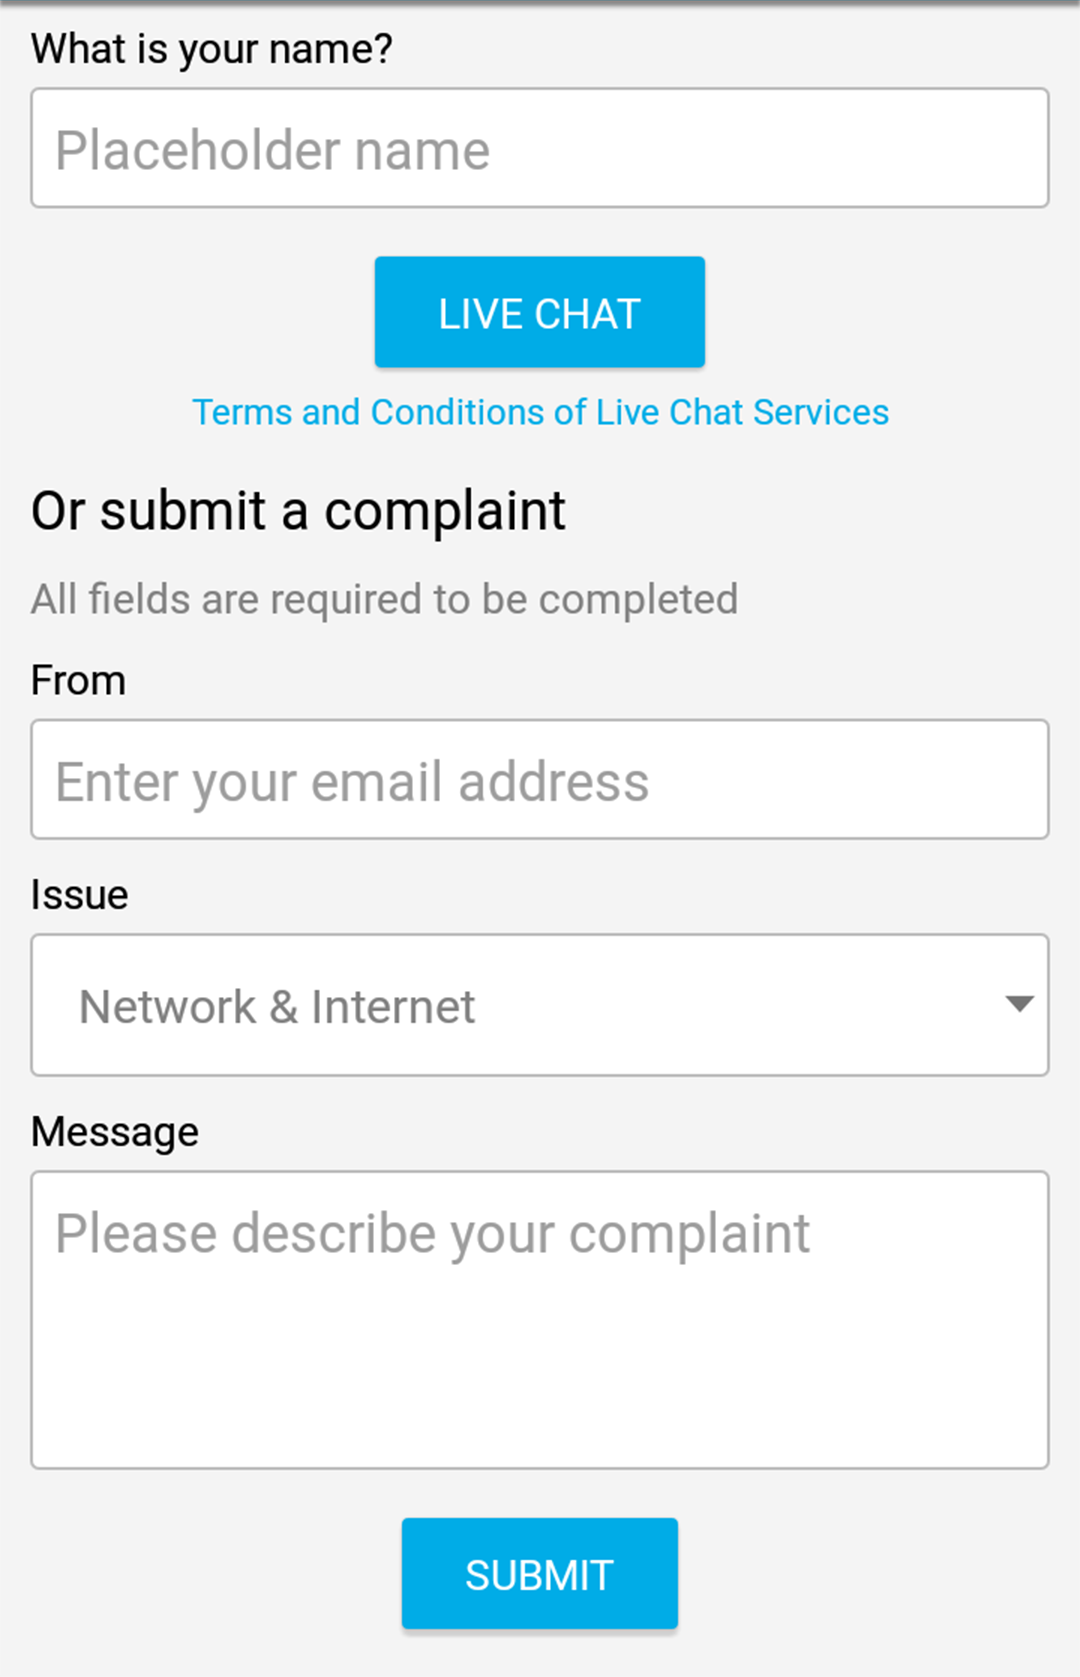 What is your name?
Placeholder name
LIVE CHAT
Terms and Conditions of Live Chat Services
Or submit a complaint
All fields are required to be completed
From
Enter your email address
Issue
Network & Internet
Message
Please describe your complaint
SUBMIT